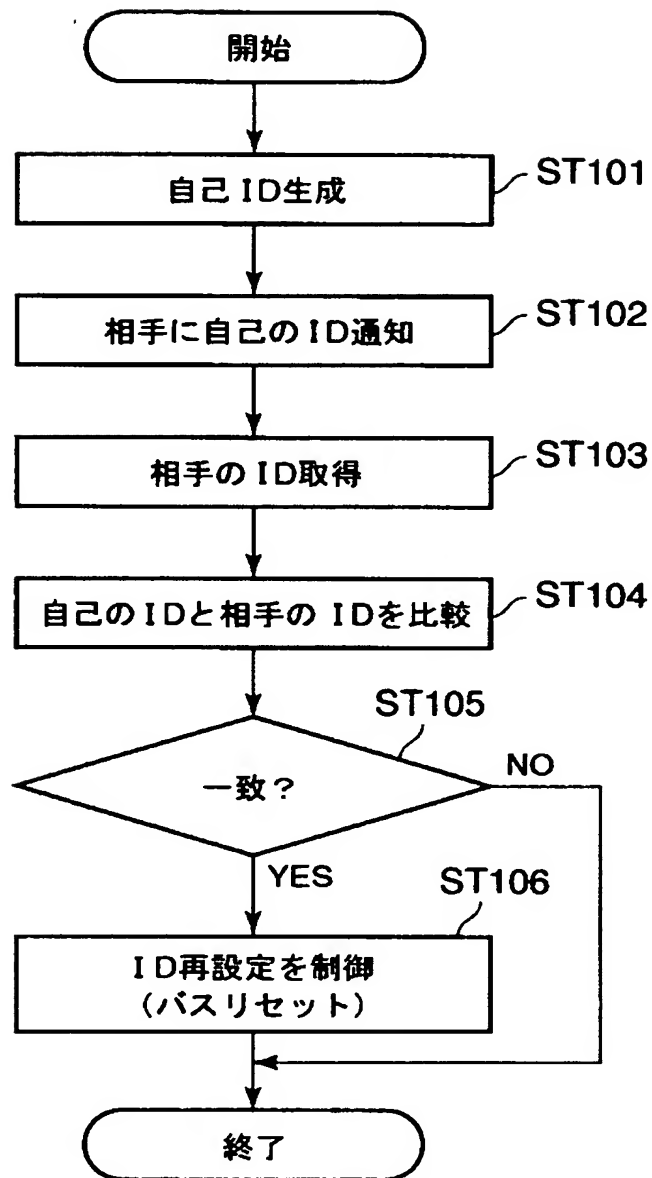 開始
自己 ID生成
ST101
相手に自己のID通知
ST102
相手のID取得
ST103
自己のIDと相手の IDを比較
ST104
ST105
一致?
NO
YES
ST106
ID再設定を制御
(バスリセット)
終了